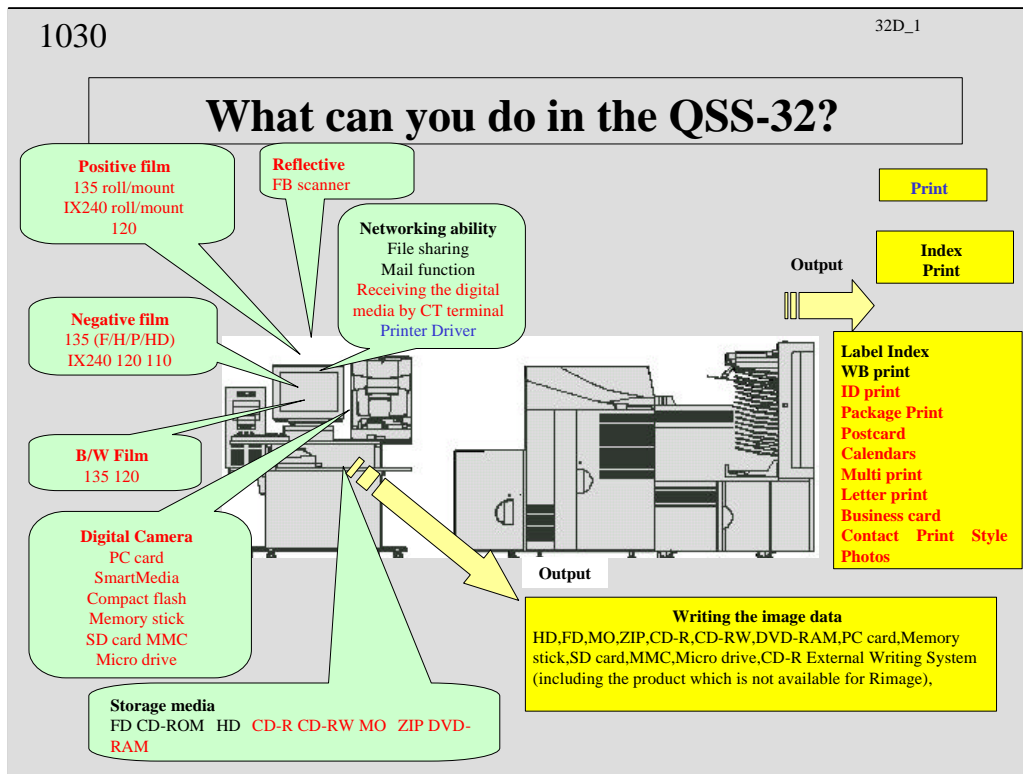 1030
32D_1
What can you do in the QSS-32?
Positive film
135 roll/mount
IX240 roll/mount
120
Reflective
FB scanner
Networking ability
File sharing
Mail function
Receiving the digital
media by CT terminal
Printer Driver
Print
Index
Print
Output
Negative film
135 (F/H/P/HD)
IX240 120 110
B/W Film
135 120
Digital Camera
PC card
SmartMedia
Compact flash
Memory stick
SD card MMC
Micro drive
Label Index
WB print
ID print
Package Print
Postcard
Calendars
Multi print
Letter print
Business card
Contact Print Style
Photos
Output
Writing the image data
HD,FD,MO,ZIP,CD-R,CD-RW,DVD-RAM,PC card,Memory
stick,SD card,MMC,Micro drive,CD-R External Writing System
(including the product which is not available for Rimage),
Storage media
FD CD-ROM HD CD-R CD-RW MO ZIP DVD-
RAM